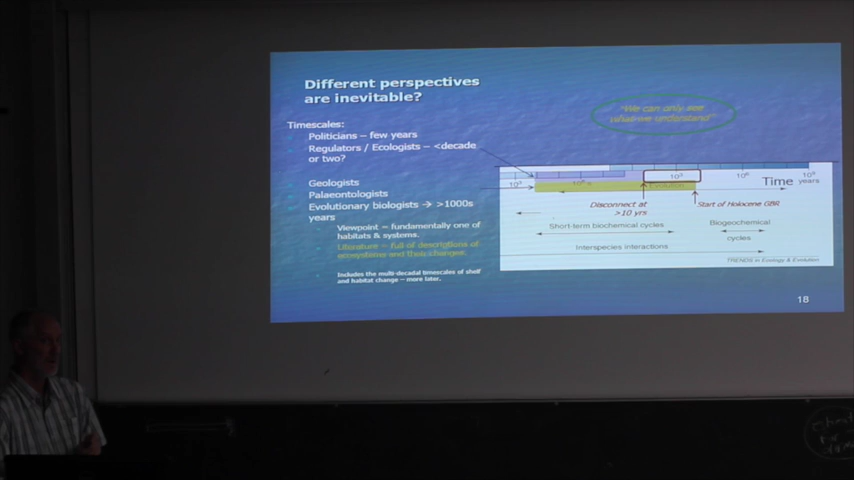 Different perspectives
are inevitable?
"We can only see
what we understand"
Timescales:
Politicians – few years
Regulators / Ecologists – <decade
or two?
Geologists
Palaeontologists
Evolutionary biologists → >1000s
years
Viewpoint – fundamentally one of
habitats & systems.
Literature – full of descriptions of
ecosystems and their changes.
Includes the multi-decadal timescales of shelf
and habitat change – more later.
10³
10⁶
10⁹
Time years
Evolution
Disconnect at
>10 yrs
Start of Holocene GBR
Short-term biochemical cycles
Biogeochemical
cycles
Interspecies interactions
TRENDS in Ecology & Evolution
18